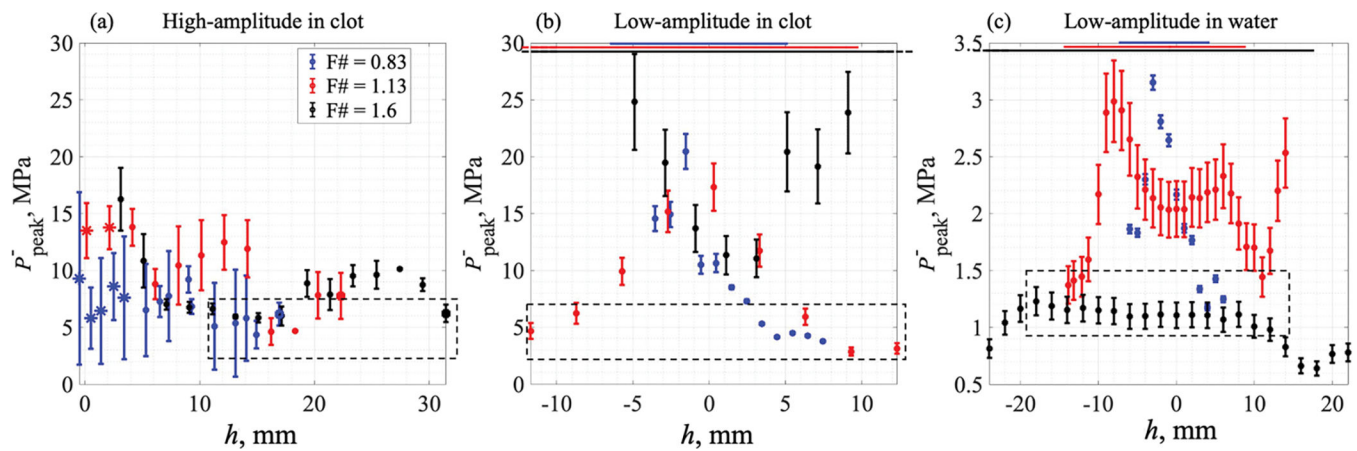 (a) High-amplitude in clot
30
25
20
15
10
5
0
P⁻peak, MPa
F# = 0.83
F# = 1.13
F# = 1.6
0 10 20 30
h, mm
(b) Low-amplitude in clot
30
25
20
15
10
5
0
P⁻peak, MPa
-10 -5 0 5 10
h, mm
(c) Low-amplitude in water
3.5
3
2.5
2
1.5
1
0.5
P⁻peak, MPa
-20 -10 0 10 20
h, mm